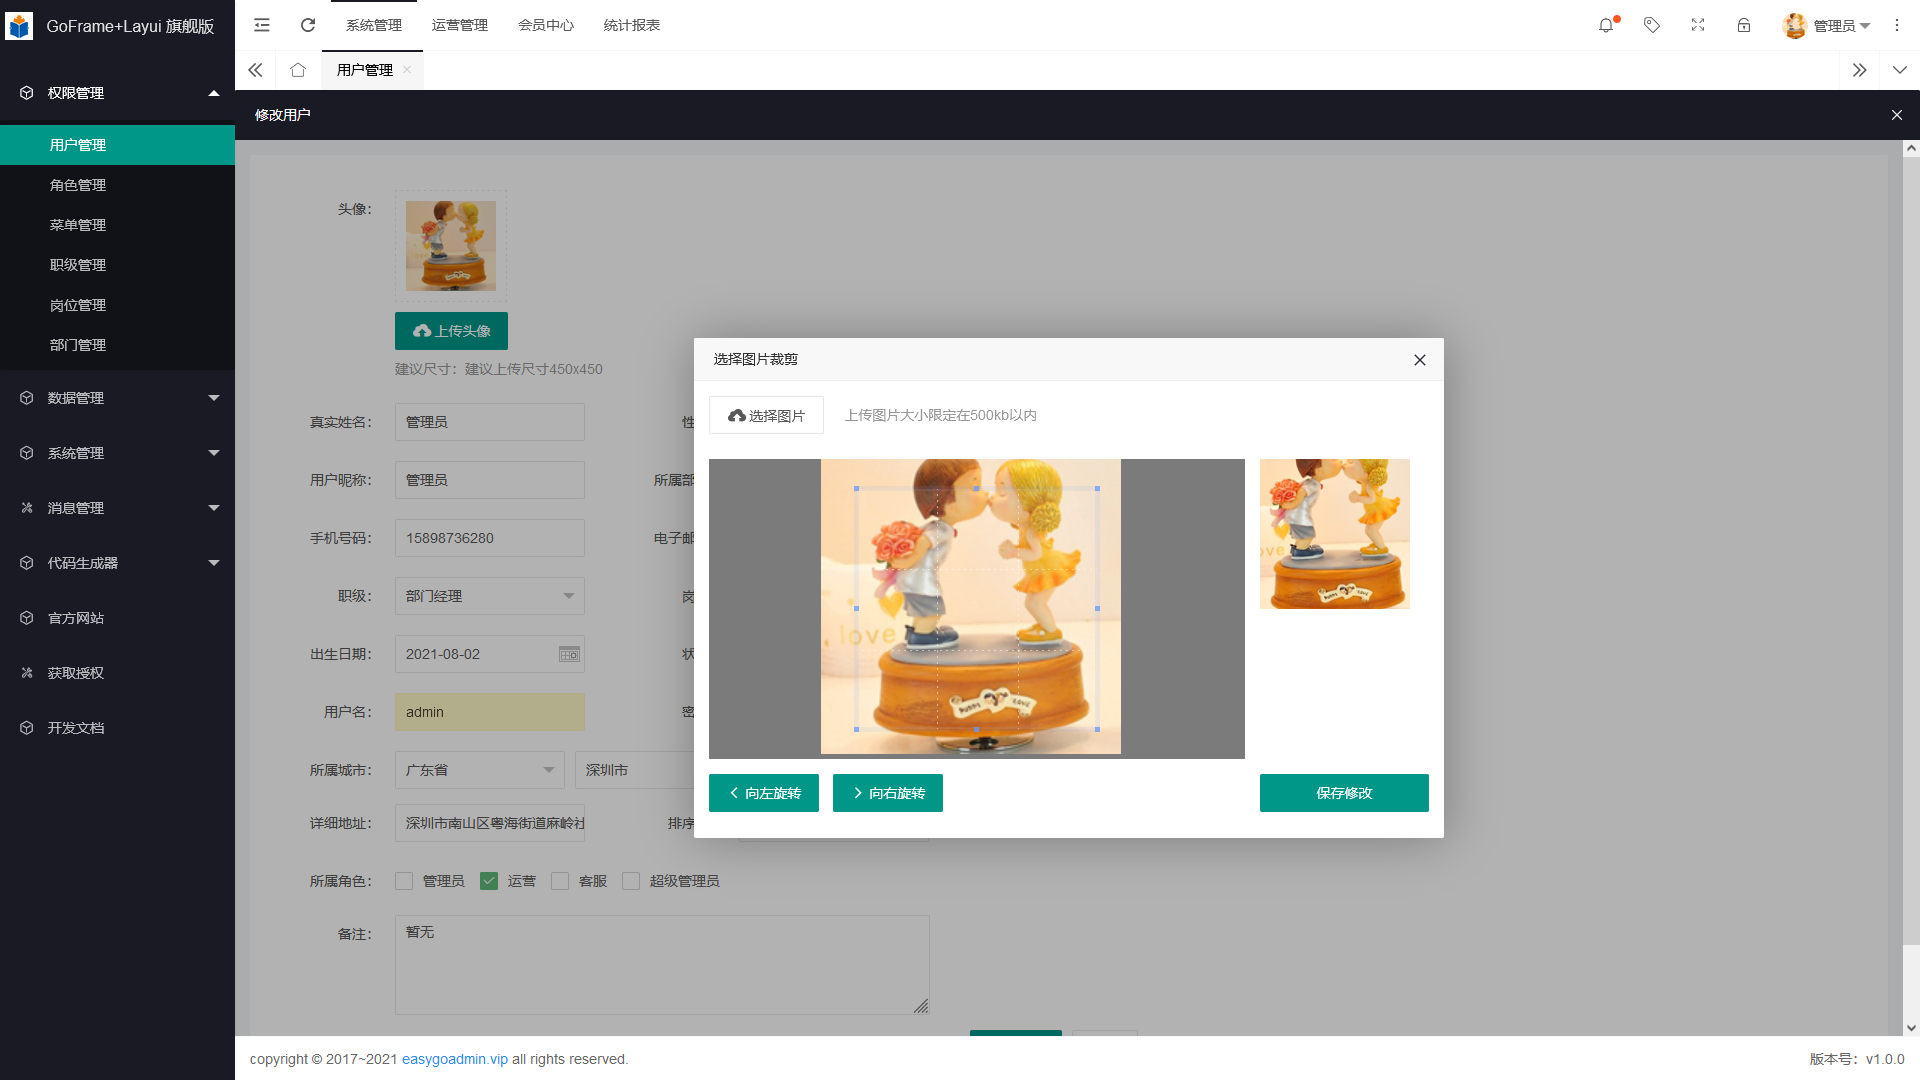 GoFrame+Layui 旗舰版
系统管理
运营管理
会员中心
统计报表
管理员
用户管理
修改用户
权限管理
用户管理
角色管理
菜单管理
职级管理
岗位管理
部门管理
数据管理
系统管理
消息管理
代码生成器
官方网站
获取授权
开发文档
头像：
上传头像
建议尺寸：建议上传尺寸450x450
真实姓名： 管理员 性
用户昵称： 管理员 所属部
手机号码： 15898736280 电子邮
职级： 部门经理 岗
出生日期： 2021-08-02 状
用户名： admin 密
所属城市： 广东省 深圳市
详细地址： 深圳市南山区粤海街道麻岭社 排序
所属角色： 管理员 运营 客服 超级管理员
备注： 暂无
选择图片裁剪
选择图片 上传图片大小限定在500kb以内
love
love
ove
向左旋转 向右旋转 保存修改
copyright © 2017~2021 easygoadmin.vip all rights reserved.
版本号：v1.0.0